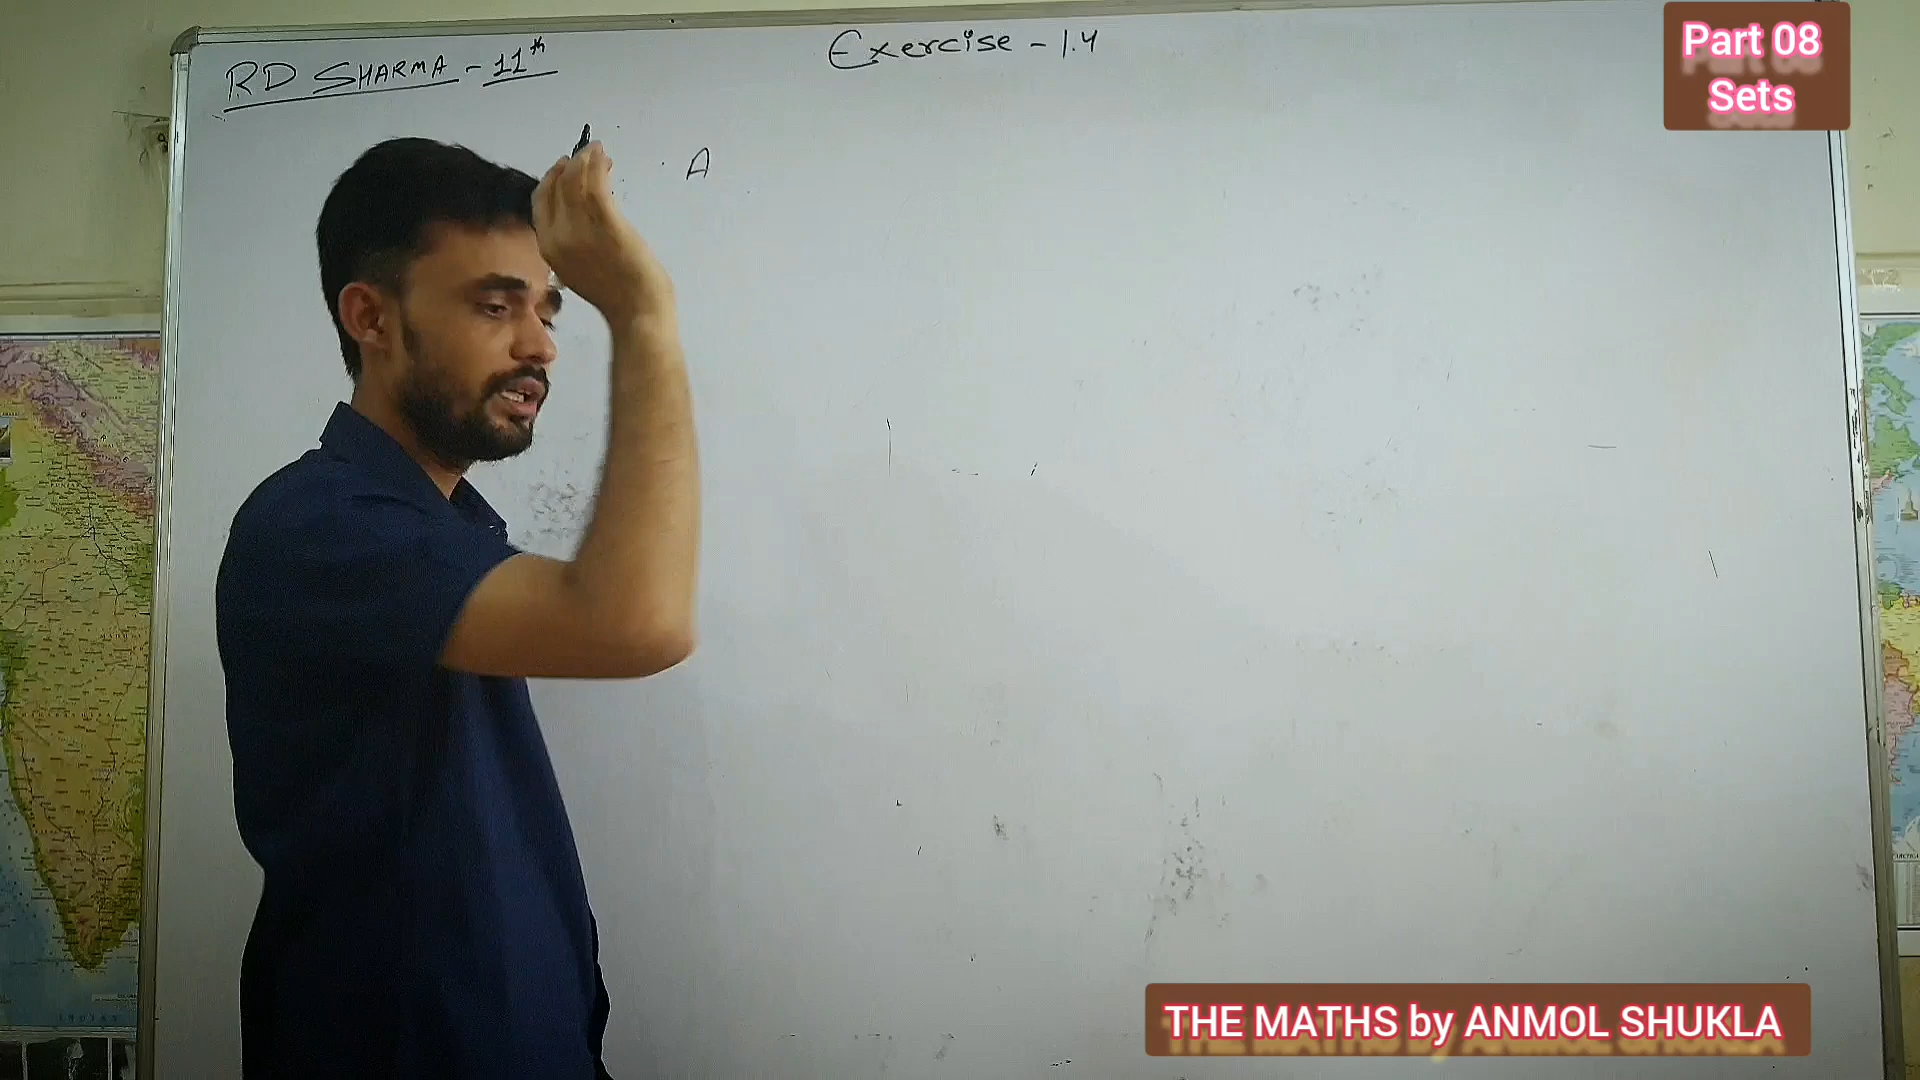 RD SHARMA - 11th
Exercise - 1.4
Part 08
Sets
A
THE MATHS by ANMOL SHUKLA